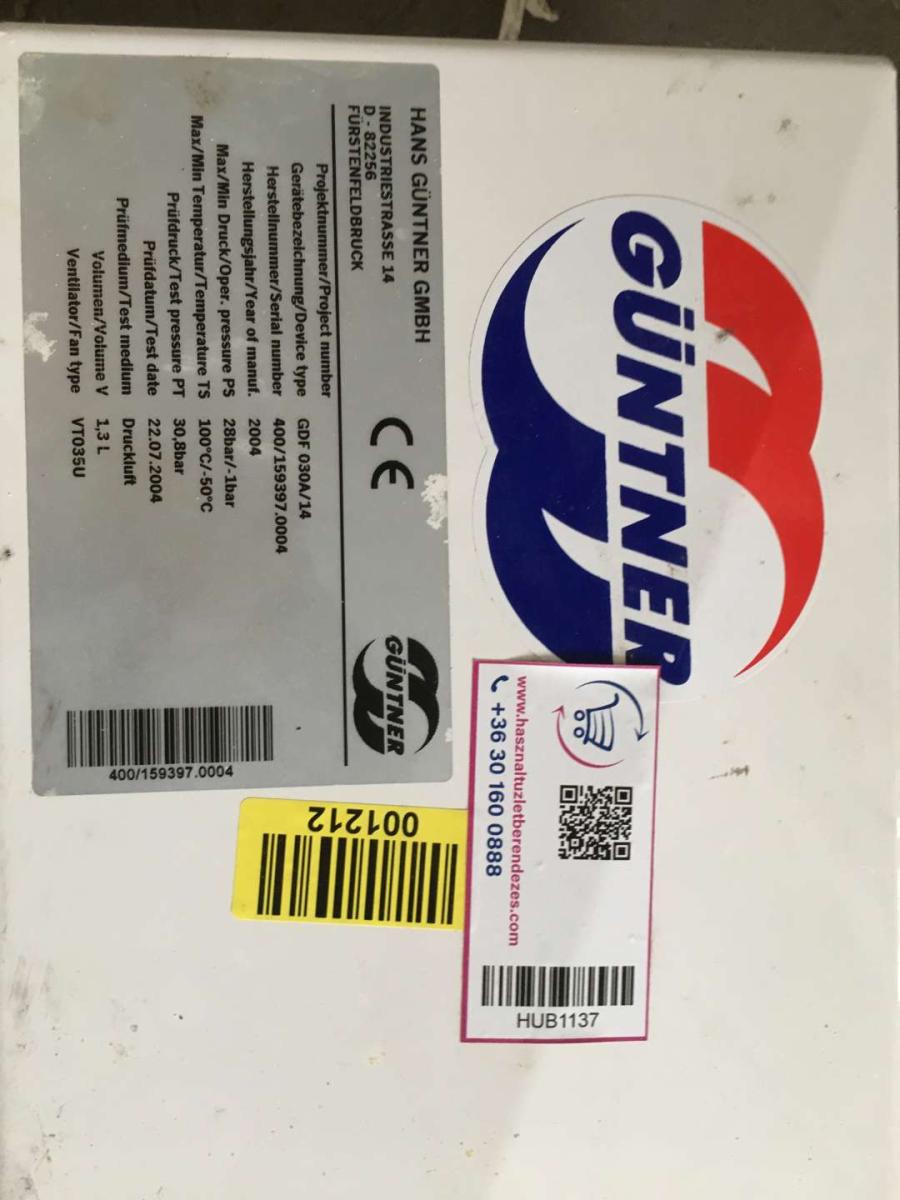 HANS GÜNTNER GMBH
INDUSTRIESTRASSE 14
D - 82256
FÜRSTENFELDBRUCK
CE
GÜNTNER
Projektnummer/Project number
Gerätebezeichnung/Device type GDF 030A/14
Herstellnummer/Serial number 400/159397.0004
Herstellungsjahr/Year of manuf. 2004
Max/Min Druck/Oper. pressure PS 28bar/-1bar
Max/Min Temperatur/Temperature TS 100°C/-50°C
Prüfdruck/Test pressure PT 30,8bar
Prüfdatum/Test date 22.07.2004
Prüfmedium/Test medium Druckluft
Volumen/Volume V 1,3 L
Ventilator/Fan type VT035U
400/159397.0004
GÜNTNER
001212
www.hasznaltuzletberendezes.com
+36 30 160 0888
HUB1137